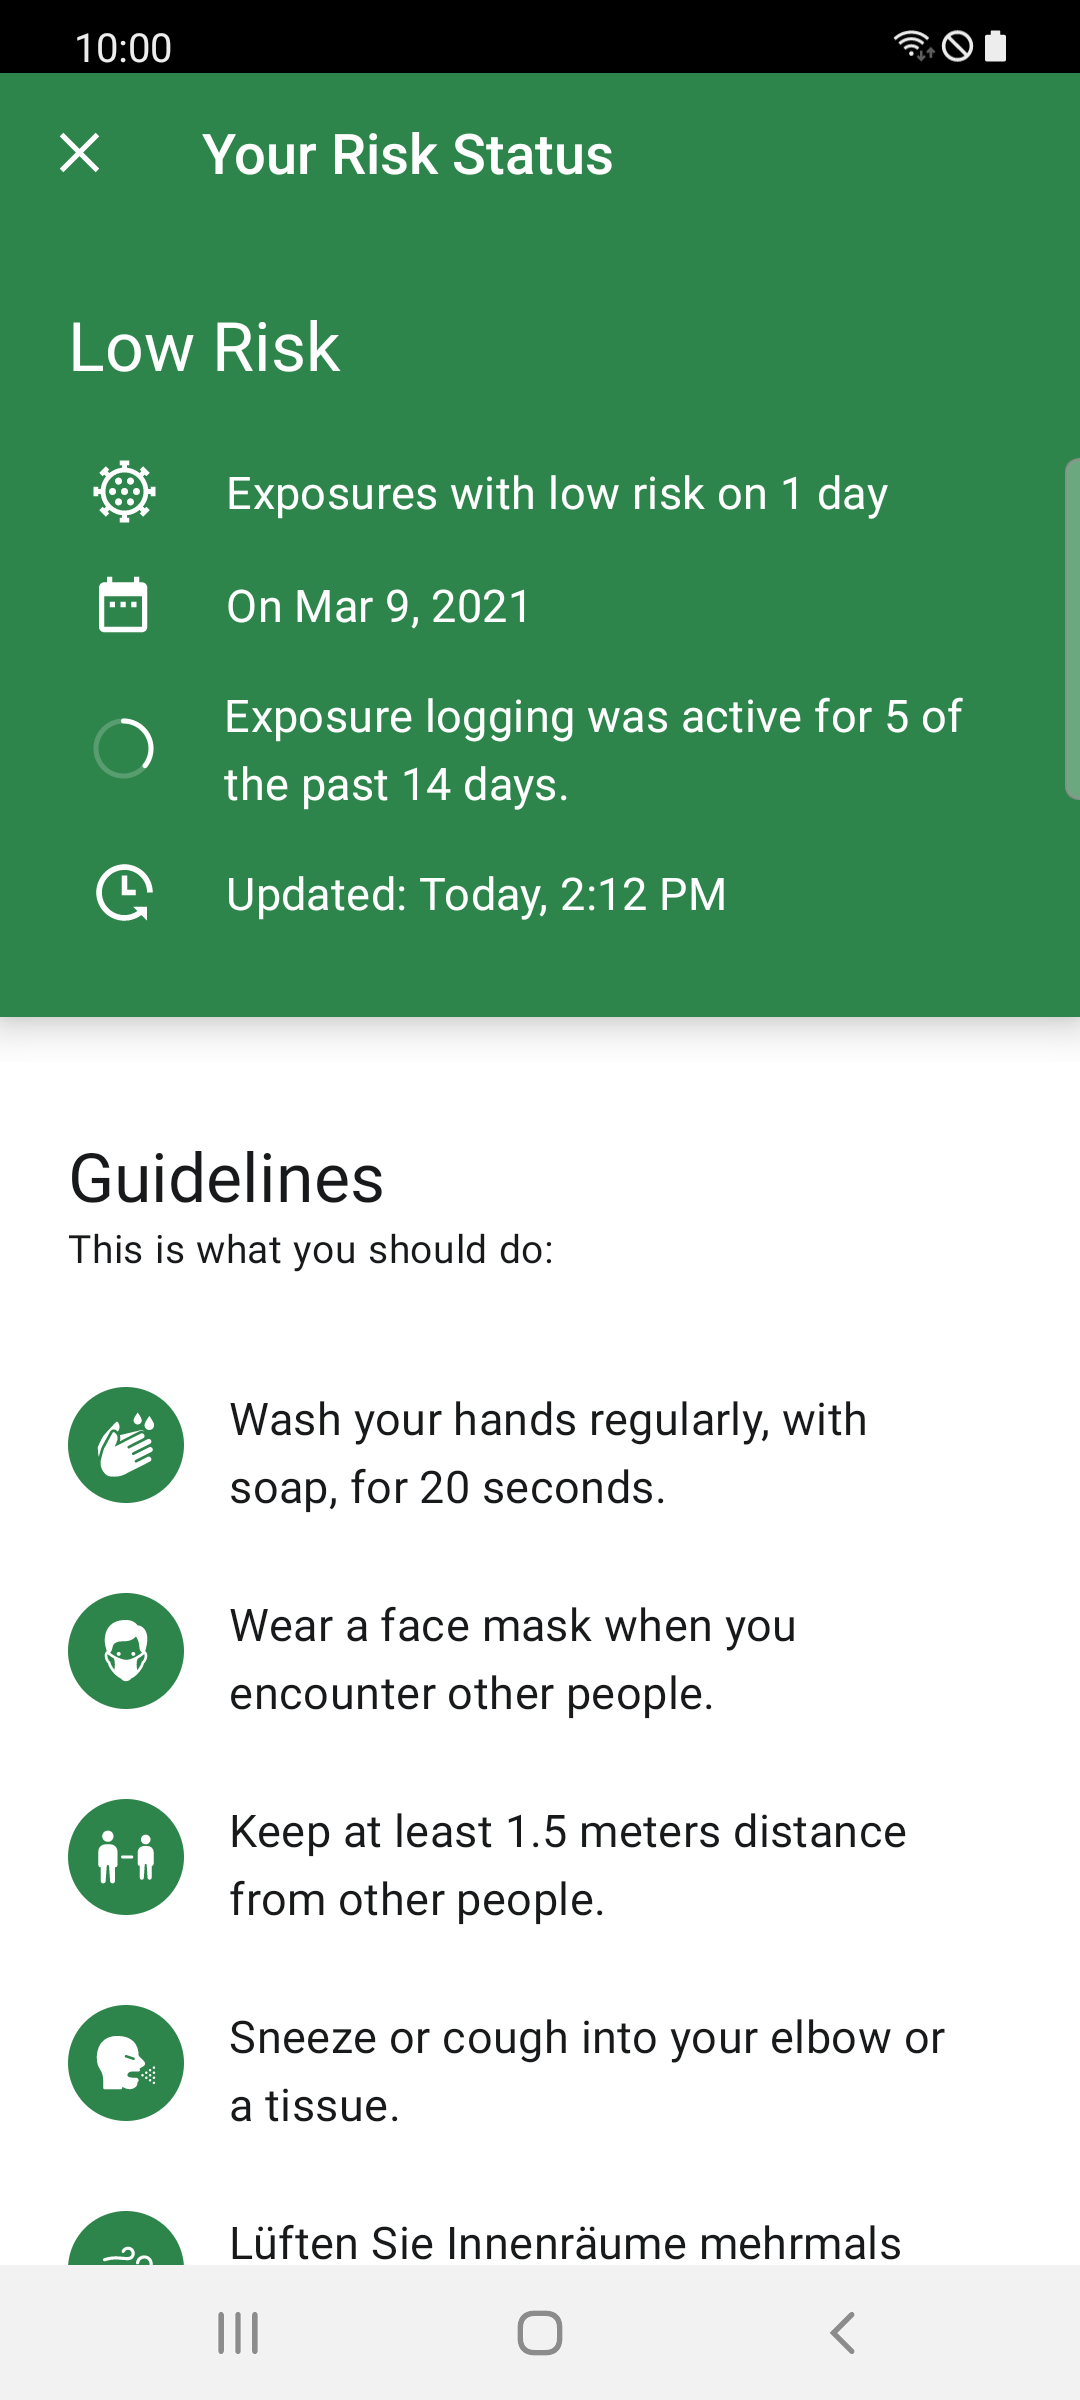 10:00
Your Risk Status
Low Risk
Exposures with low risk on 1 day
On Mar 9, 2021
Exposure logging was active for 5 of
the past 14 days.
Updated: Today, 2:12 PM
Guidelines
This is what you should do:
Wash your hands regularly, with
soap, for 20 seconds.
Wear a face mask when you
encounter other people.
Keep at least 1.5 meters distance
from other people.
Sneeze or cough into your elbow or
a tissue.
Lüften Sie Innenräume mehrmals